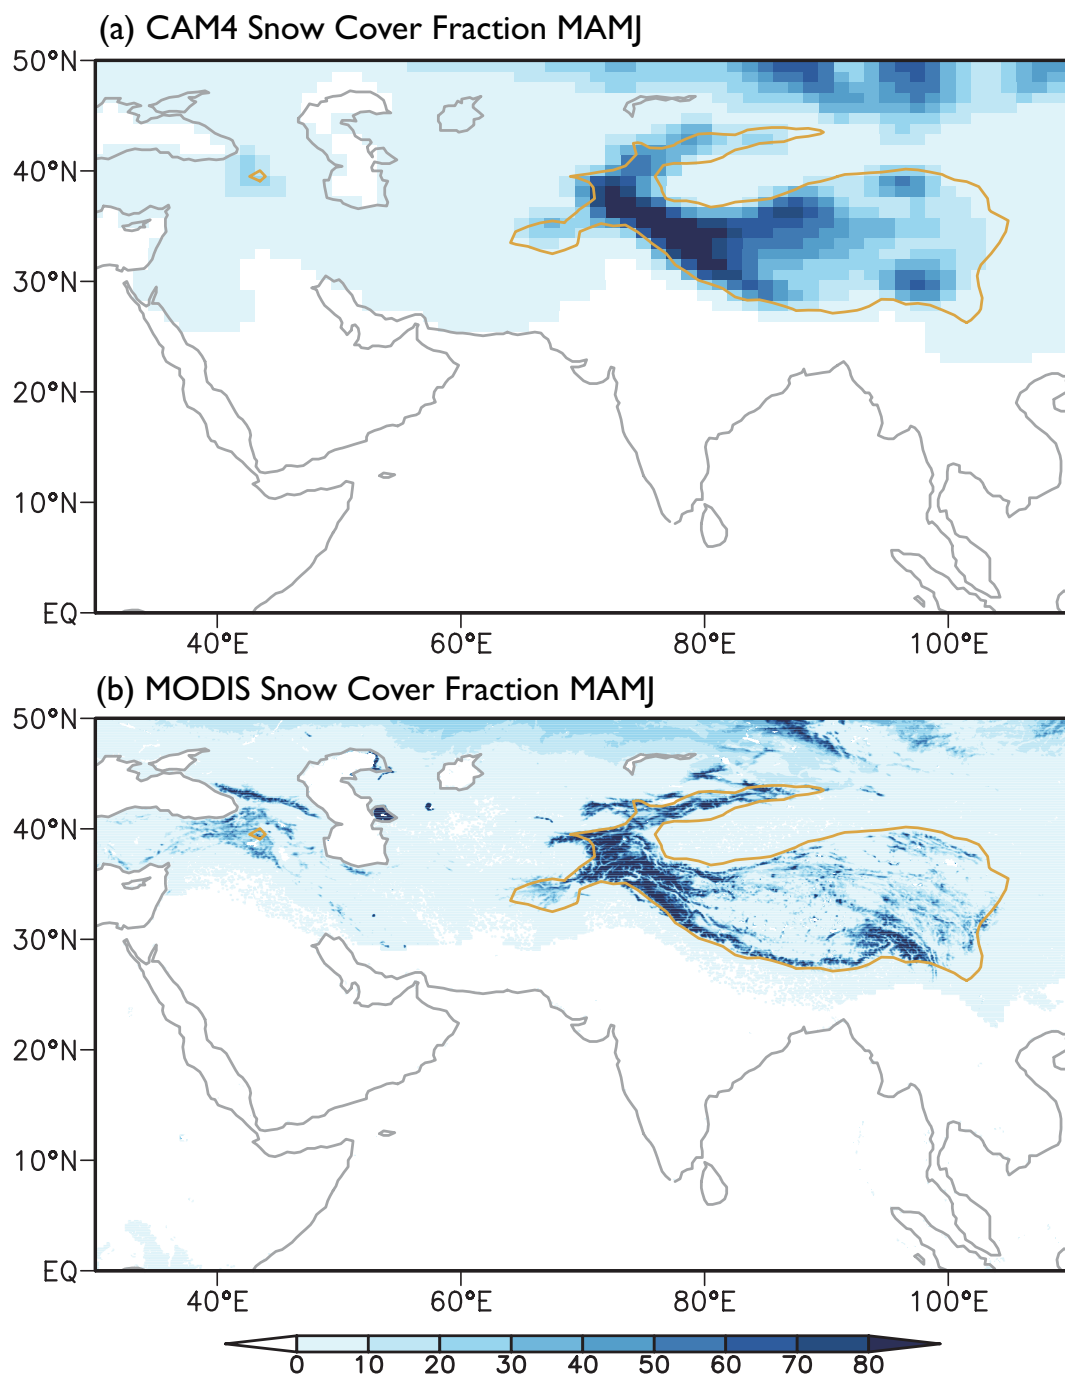 (a) CAM4 Snow Cover Fraction MAMJ
50°N
40°N
30°N
20°N
10°N
EQ
40°E 60°E 80°E 100°E
(b) MODIS Snow Cover Fraction MAMJ
50°N
40°N
30°N
20°N
10°N
EQ
40°E 60°E 80°E 100°E
0 10 20 30 40 50 60 70 80